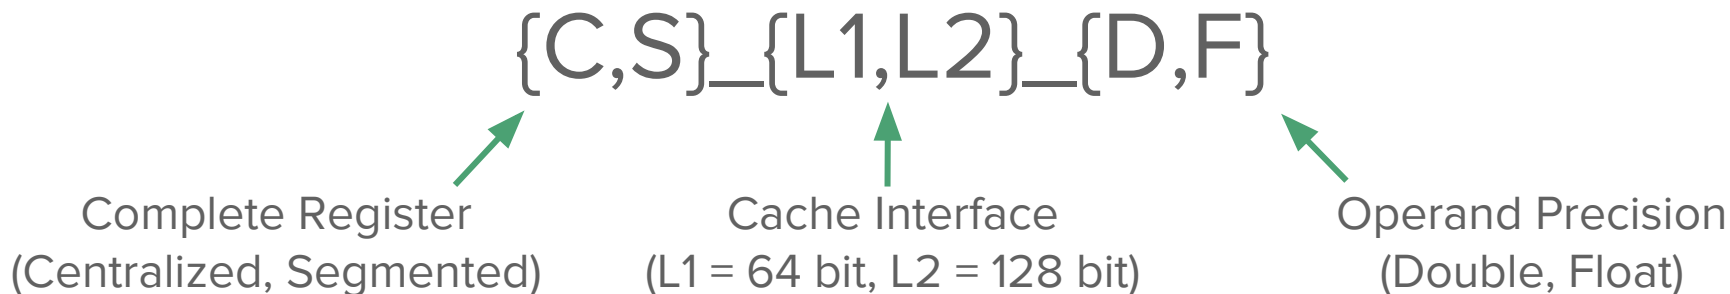 {C,S}_{L1,L2}_{D,F}
Complete Register
(Centralized, Segmented)
Cache Interface
(L1 = 64 bit, L2 = 128 bit)
Operand Precision
(Double, Float)